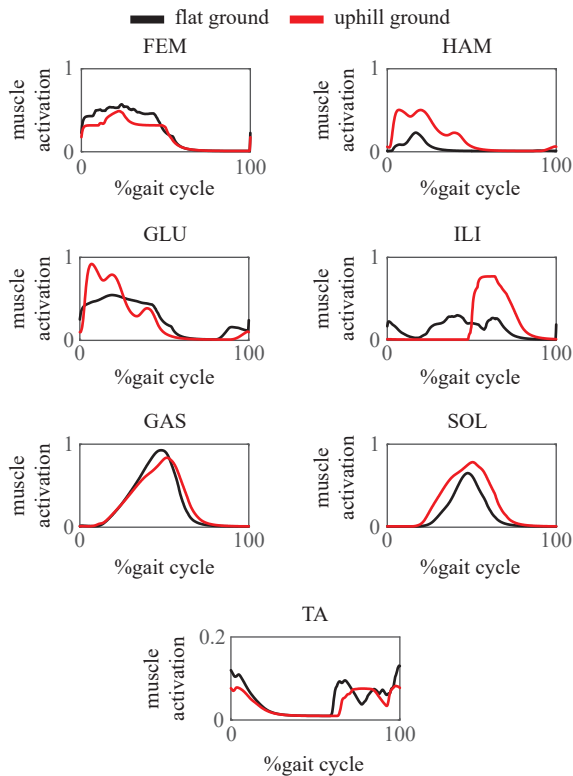 flat ground uphill ground
FEM HAM
1 1
muscle activation muscle activation
0 0
0 100 0 100
%gait cycle %gait cycle
GLU ILI
1 1
muscle activation muscle activation
0 0
0 100 0 100
%gait cycle %gait cycle
GAS SOL
1 1
muscle activation muscle activation
0 0
0 100 0 100
%gait cycle %gait cycle
TA
0.2
muscle activation
0
0 100
%gait cycle